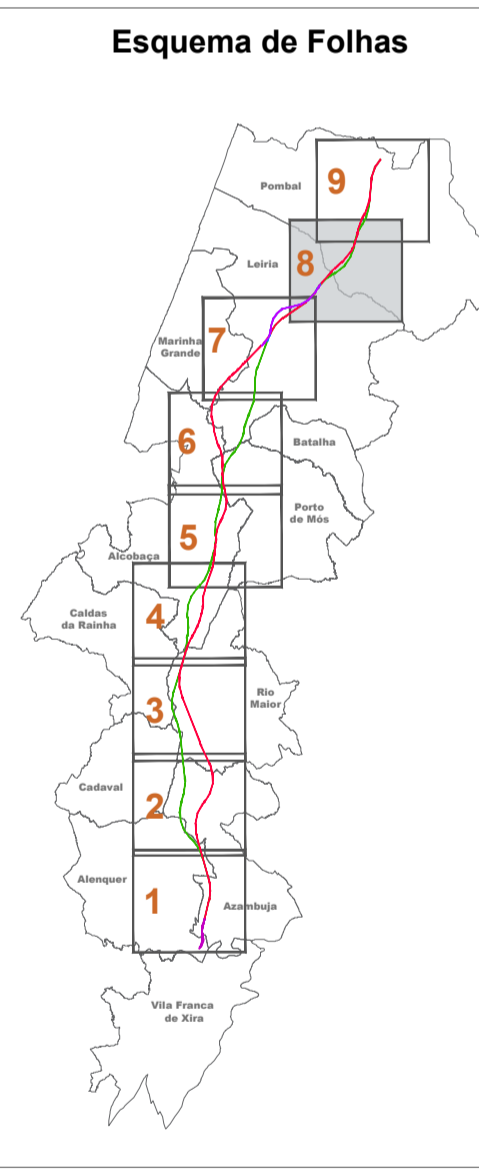 Esquema de Folhas
Pombal
9
Leiria
8
Marinha
Grande
7
6
Batalha
Porto
de Mós
5
Alcobaça
Caldas
da Rainha
4
Rio
Maior
3
Cadaval
2
Alenquer
1
Azambuja
Vila Franca
de Xira